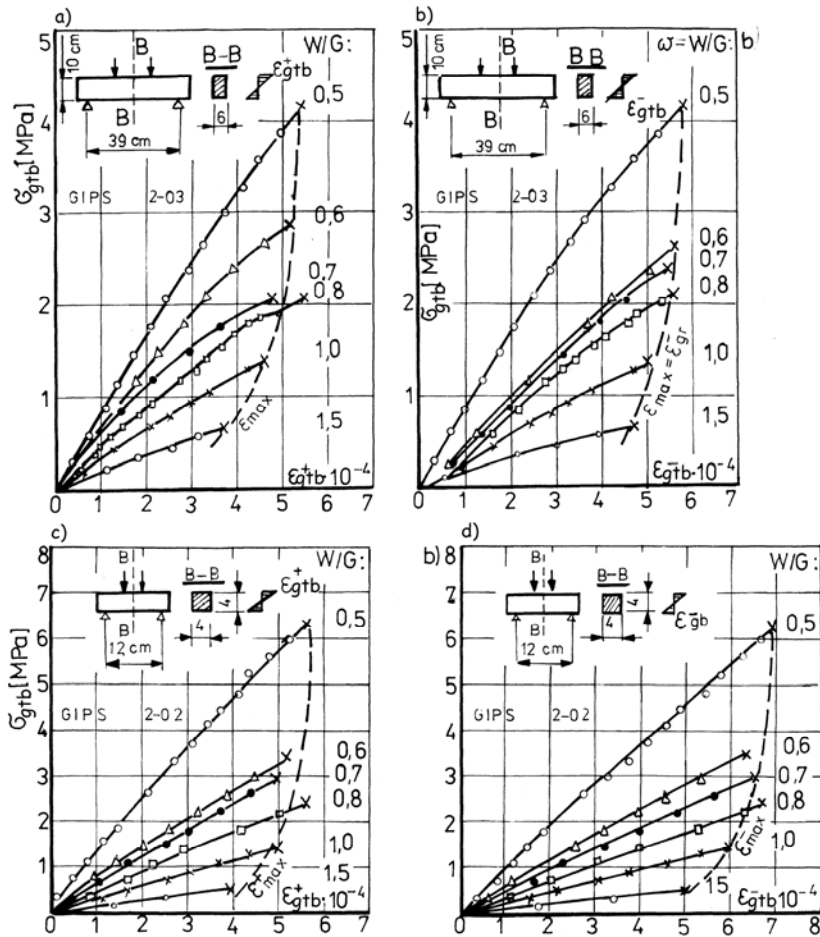 a)
W/G:
5
4
3
2
1
0
10 cm
B
B
B-B
6
39 cm
ε⁺gtb
σgtb [MPa]
GIPS 2-03
0,5
0,6
0,7
0,8
1,0
1,5
εmax
ε⁺gtb·10⁻⁴
0 1 2 3 4 5 6 7
b)
ω=W/G: b
5
4
3
2
1
10 cm
B
B
B B
6
39 cm
ε⁻gtb
σgtb [MPa]
GIPS 2-03
0,5
0,6
0,7
0,8
1,0
1,5
εmax=ε⁻gr
ε⁻gtb·10⁻⁴
0 1 2 3 4 5 6 7
c)
W/G:
8
7
6
5
4
3
2
1
0
B
B
B-B
4
4
12 cm
ε⁺gtb
σgtb [MPa]
GIPS 2-02
0,5
0,6
0,7
0,8
1,0
1,5
ε⁺max
ε⁺gtb·10⁻⁴
0 1 2 3 4 5 6 7
d)
b)
W/G:
8
7
6
5
4
3
2
1
0
B
B
B-B
4
4
12 cm
ε⁻gb
GIPS 2-02
0,5
0,6
0,7
0,8
1,0
15
ε⁻max
ε⁻gtb·10⁻⁴
0 1 2 3 4 5 6 7 8